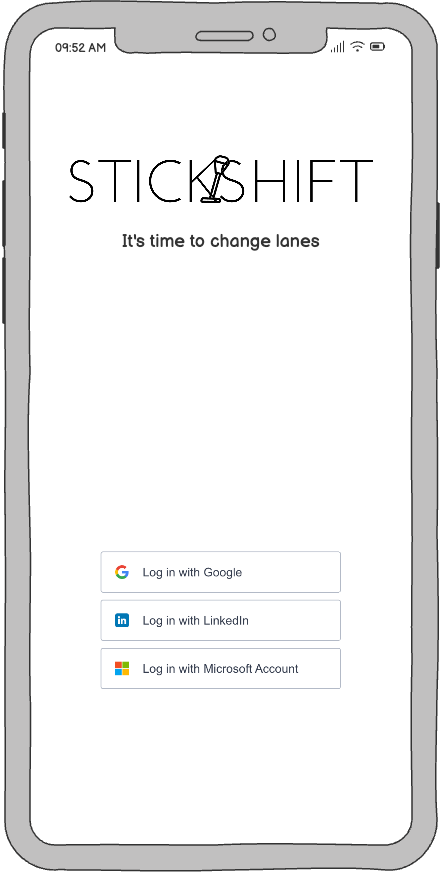 09:52 AM
STICKSHIFT
It's time to change lanes
Log in with Google
in Log in with LinkedIn
Log in with Microsoft Account